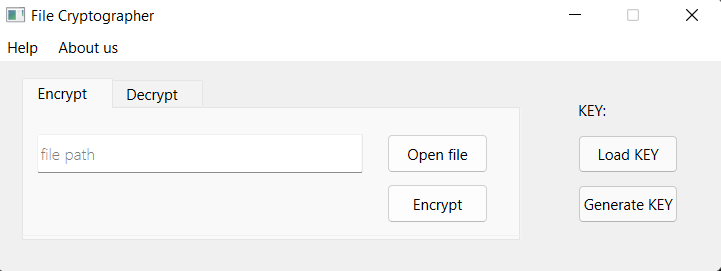 File Cryptographer
Help About us
Encrypt Decrypt
file path
Open file
Encrypt
KEY:
Load KEY
Generate KEY